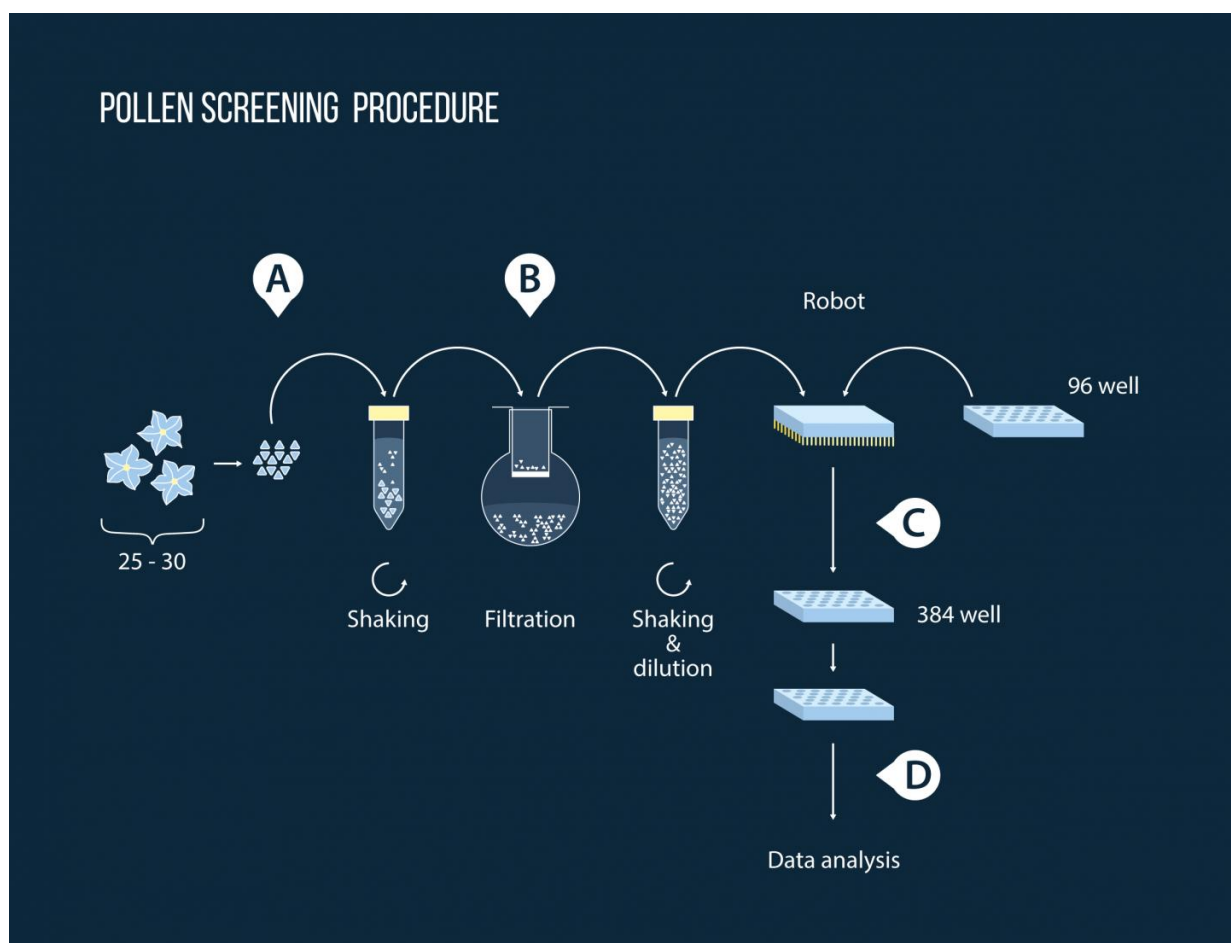 POLLEN SCREENING PROCEDURE
A
B
Robot
96 well
25 - 30
C
Shaking
Filtration
Shaking
&
dilution
384 well
D
Data analysis